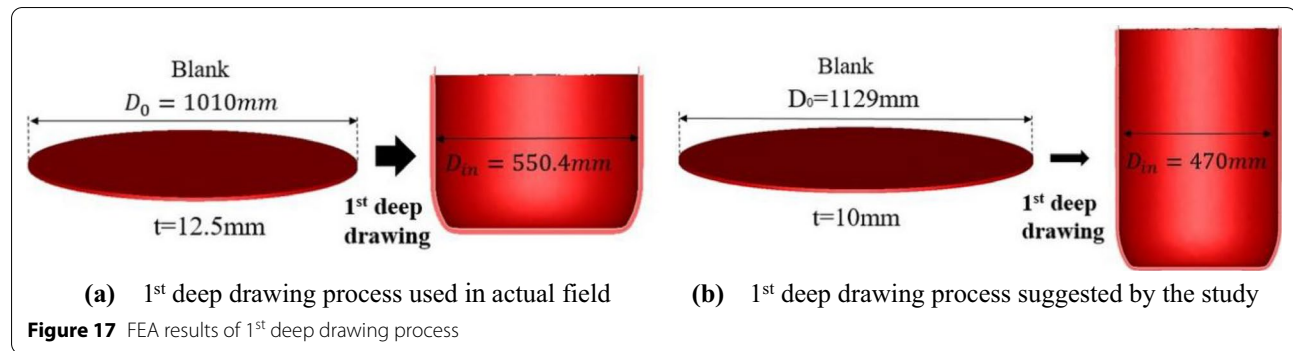 Blank
D₀ = 1010mm
t=12.5mm
1st deep
drawing
D_in = 550.4mm
(a) 1st deep drawing process used in actual field
Blank
D₀=1129mm
t=10mm
1st deep
drawing
D_in = 470mm
(b) 1st deep drawing process suggested by the study
Figure 17 FEA results of 1st deep drawing process